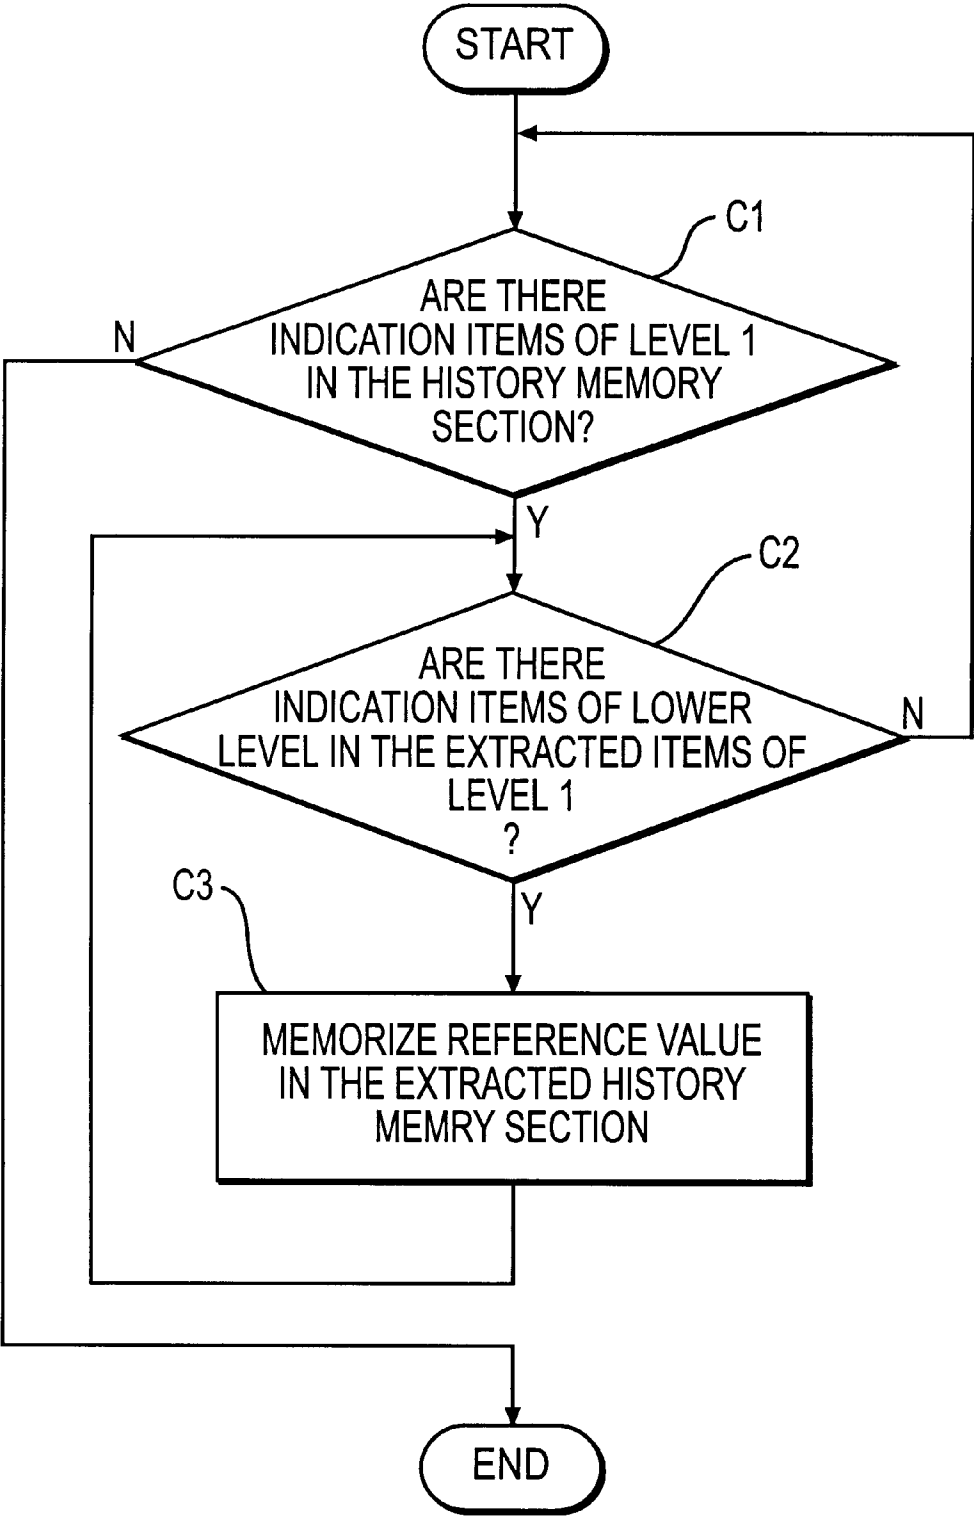 START
C1
ARE THERE
INDICATION ITEMS OF LEVEL 1
IN THE HISTORY MEMORY
SECTION?
N
Y
C2
ARE THERE
INDICATION ITEMS OF LOWER
LEVEL IN THE EXTRACTED ITEMS OF
LEVEL 1
?
N
Y
C3
MEMORIZE REFERENCE VALUE
IN THE EXTRACTED HISTORY
MEMRY SECTION
END